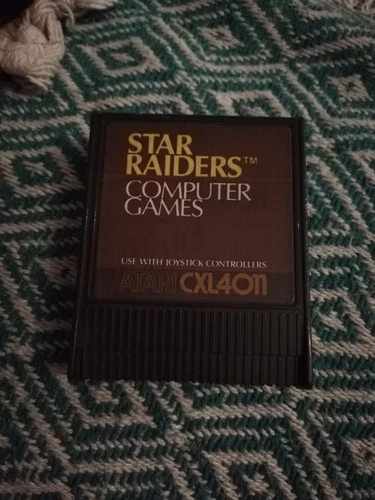 STAR
RAIDERS™
COMPUTER
GAMES
USE WITH JOYSTICK CONTROLLERS
ATARI CXL4011